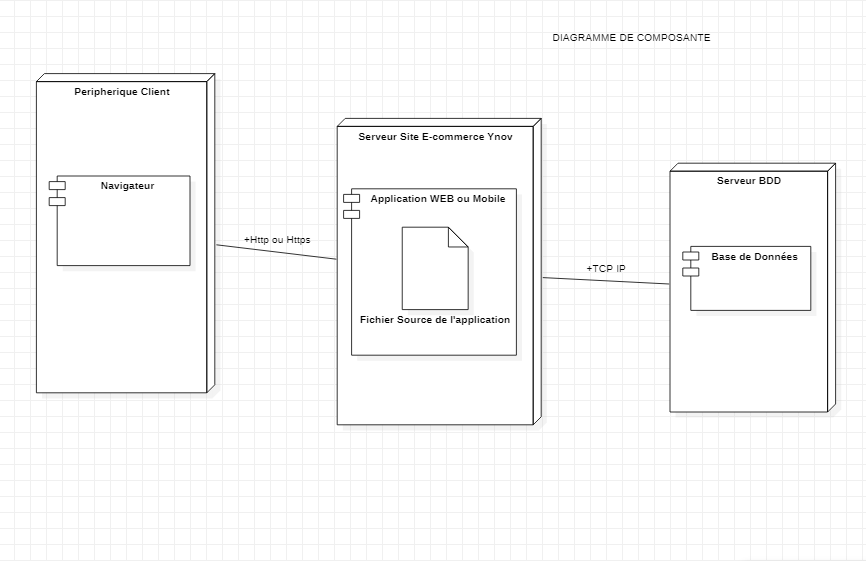 DIAGRAMME DE COMPOSANTE
Peripherique Client
Navigateur
+Http ou Https
Serveur Site E-commerce Ynov
Application WEB ou Mobile
Fichier Source de l'application
+TCP IP
Serveur BDD
Base de Données